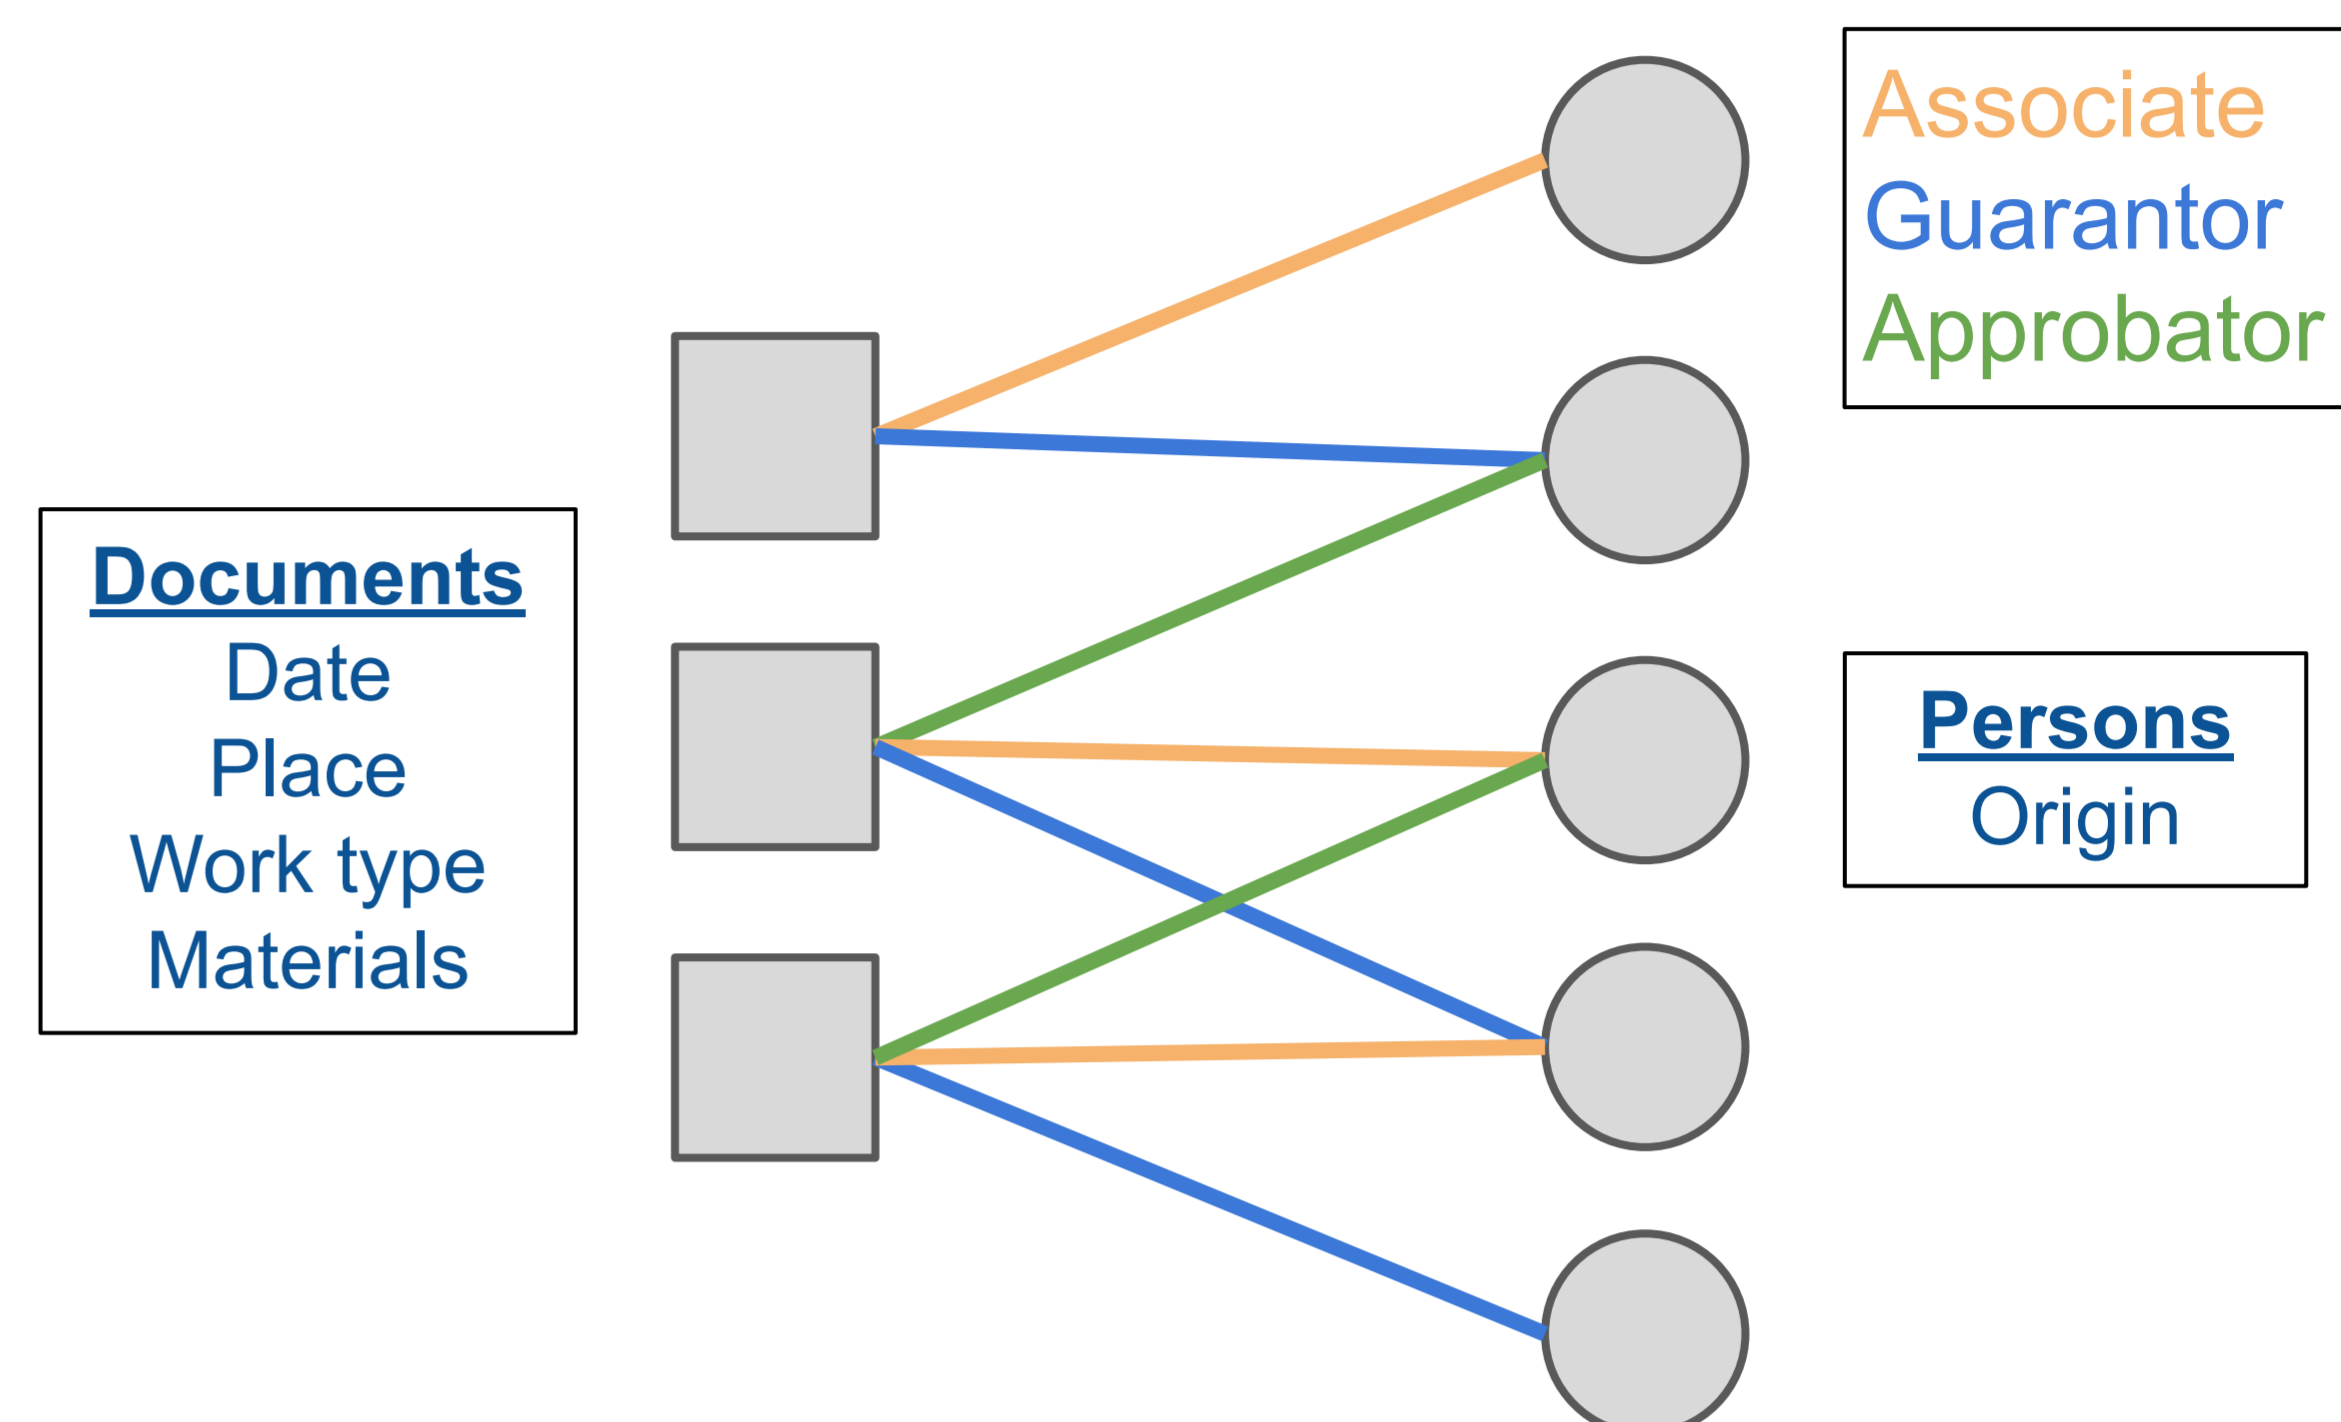 Associate
Guarantor
Approbator
Documents
Date
Place
Work type
Materials
Persons
Origin